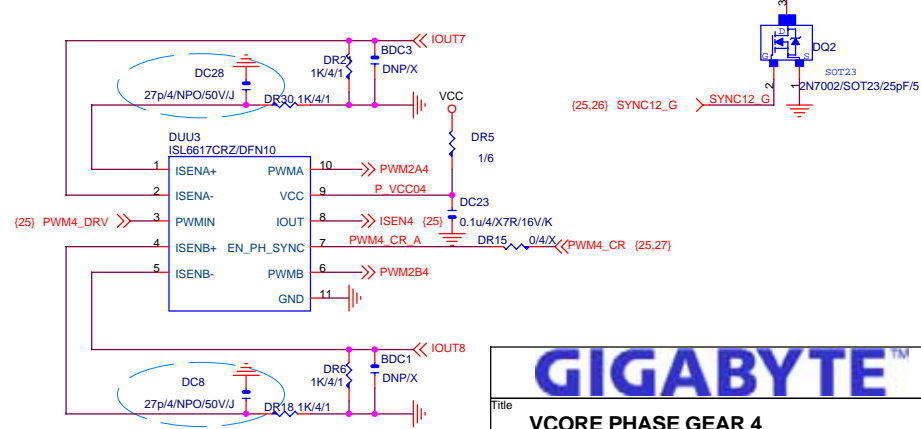 3
IOUT7
BDC3
DNP/X
DR21
1K/4/1
DC28
27p/4/NPO/50V/J
DR30 1K/4/1
D
G
S
DQ2
SOT23
2N7002/SOT23/25pF/5
2
1
{25,26} SYNC12_G
SYNC12_G
VCC
DR5
1/6
DUU3
ISL6617CRZ/DFN10
1 ISENA+ PWMA 10 PWM2A4
2 ISENA- VCC 9 P_VCC04
DC23
0.1u/4/X7R/16V/K
{25} PWM4_DRV 3 PWMIN IOUT 8 ISEN4 {25}
4 ISENB+ EN_PH_SYNC 7 PWM4_CR_A DR15 0/4/X PWM4_CR {25,27}
5 ISENB- PWMB 6 PWM2B4
GND 11
IOUT8
BDC1
DNP/X
DR6
1K/4/1
DC8
27p/4/NPO/50V/J
DR18 1K/4/1
GIGABYTE™
Title
VCORE PHASE GEAR 4